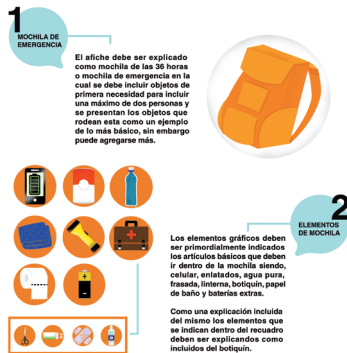 1
MOCHILA DE
EMERGENCIA
El afiche debe ser explicado
como mochila de las 36 horas
o mochila de emergencia en la
cual se debe incluir objetos de
primera necesidad para incluir
una máximo de dos personas y
se presentan los objetos que
rodean esta como un ejemplo
de lo más básico, sin embargo
puede agregarse más.
2
ELEMENTOS
DE MOCHILA
Los elementos gráficos deben
ser primordialmente indicados
los artículos básicos que deben
ir dentro de la mochila siendo,
celular, enlatados, agua pura,
frasada, linterna, botiquín, papel
de baño y baterías extras.
Como una explicación incluida
del mismo los elementos que
se indican dentro del recuadro
deben ser explicandos como
incluidos del botiquín.